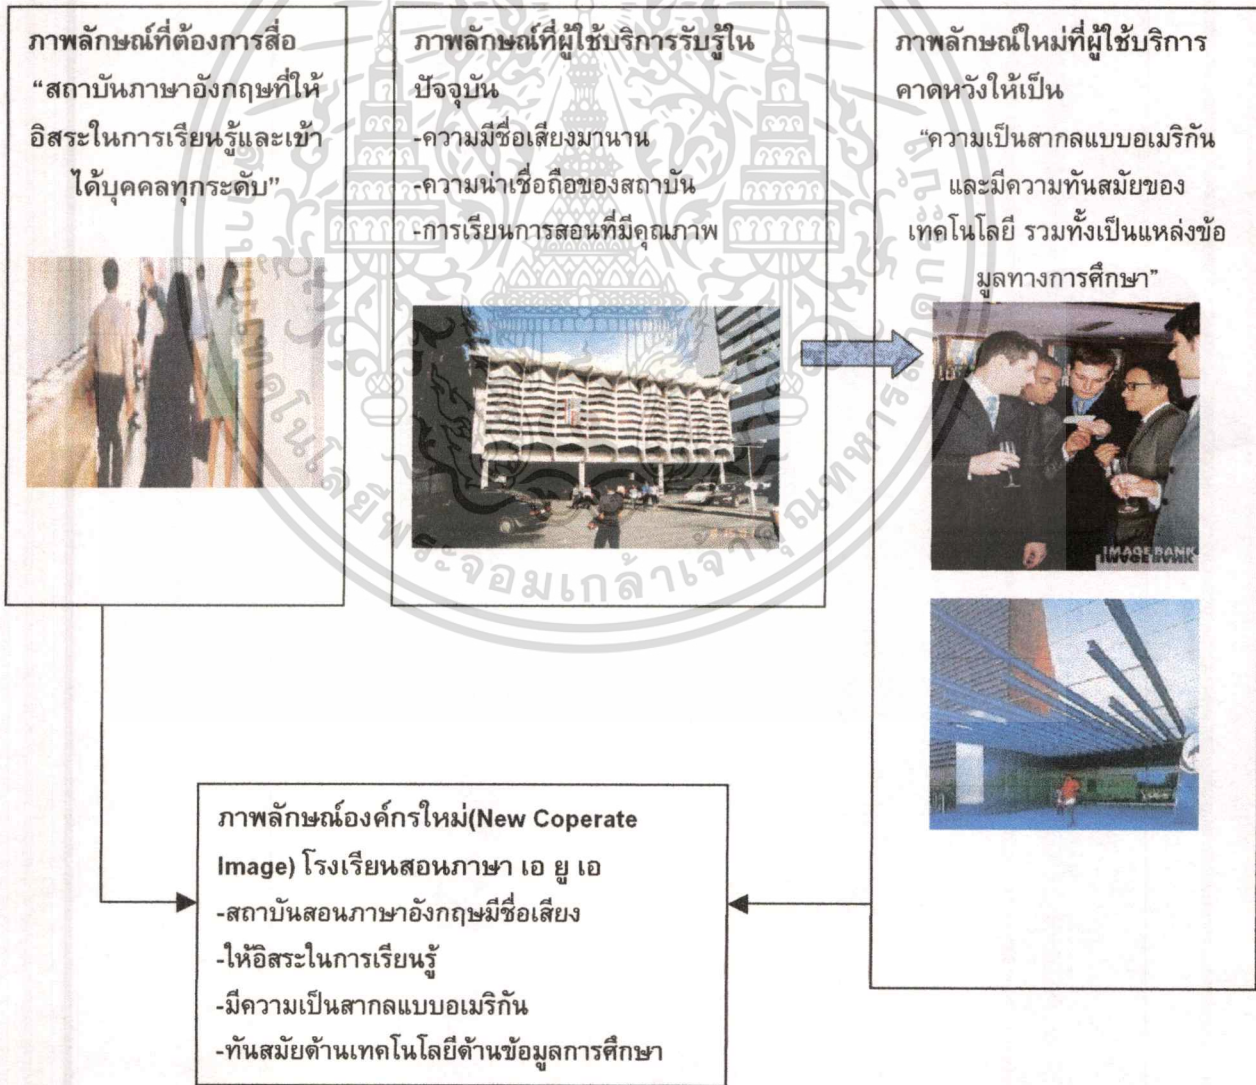 ภาพลักษณ์ที่ต้องการสื่อ
“สถาบันภาษาอังกฤษที่ให้
อิสระในการเรียนรู้และเข้า
ได้บุคคลทุกระดับ”
ภาพลักษณ์ที่ผู้ใช้บริการรับรู้ใน
ปัจจุบัน
-ความมีชื่อเสียงมานาน
-ความน่าเชื่อถือของสถาบัน
-การเรียนการสอนที่มีคุณภาพ
ภาพลักษณ์ใหม่ที่ผู้ใช้บริการ
คาดหวังให้เป็น
“ความเป็นสากลแบบอเมริกัน
และมีความทันสมัยของ
เทคโนโลยี รวมทั้งเป็นแหล่งข้อ
มูลทางการศึกษา”
IMAGE BANK
ภาพลักษณ์องค์กรใหม่(New Coperate
Image) โรงเรียนสอนภาษา เอ ยู เอ
-สถาบันสอนภาษาอังกฤษมีชื่อเสียง
-ให้อิสระในการเรียนรู้
-มีความเป็นสากลแบบอเมริกัน
-ทันสมัยด้านเทคโนโลยีด้านข้อมูลการศึกษา